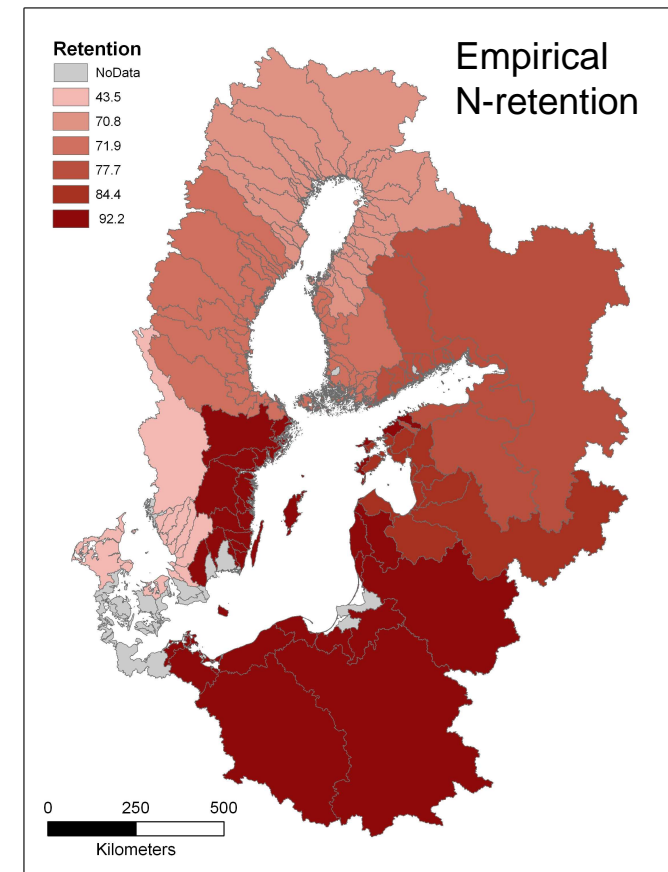 Empirical
N-retention
Retention
NoData
43.5
70.8
71.9
77.7
84.4
92.2
0 250 500
Kilometers